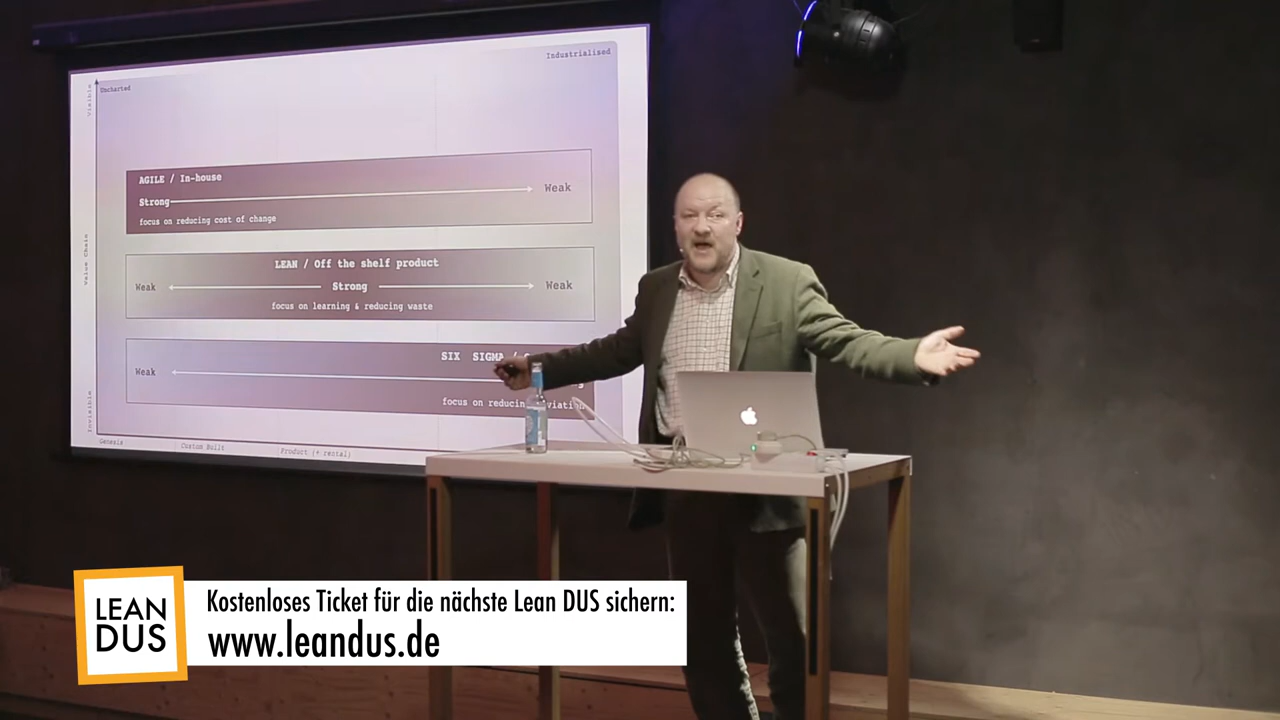 Industrialised
Uncharted
Visible
AGILE / In-house
Strong
Weak
focus on reducing cost of change
Value Chain
LEAN / Off the shelf product
Weak
Strong
Weak
focus on learning & reducing waste
SIX SIGMA /
Weak
focus on reducing
Invisible
Genesis
Custom Built
Product (+ rental)
LEAN
DUS
Kostenloses Ticket für die nächste Lean DUS sichern:
www.leandus.de